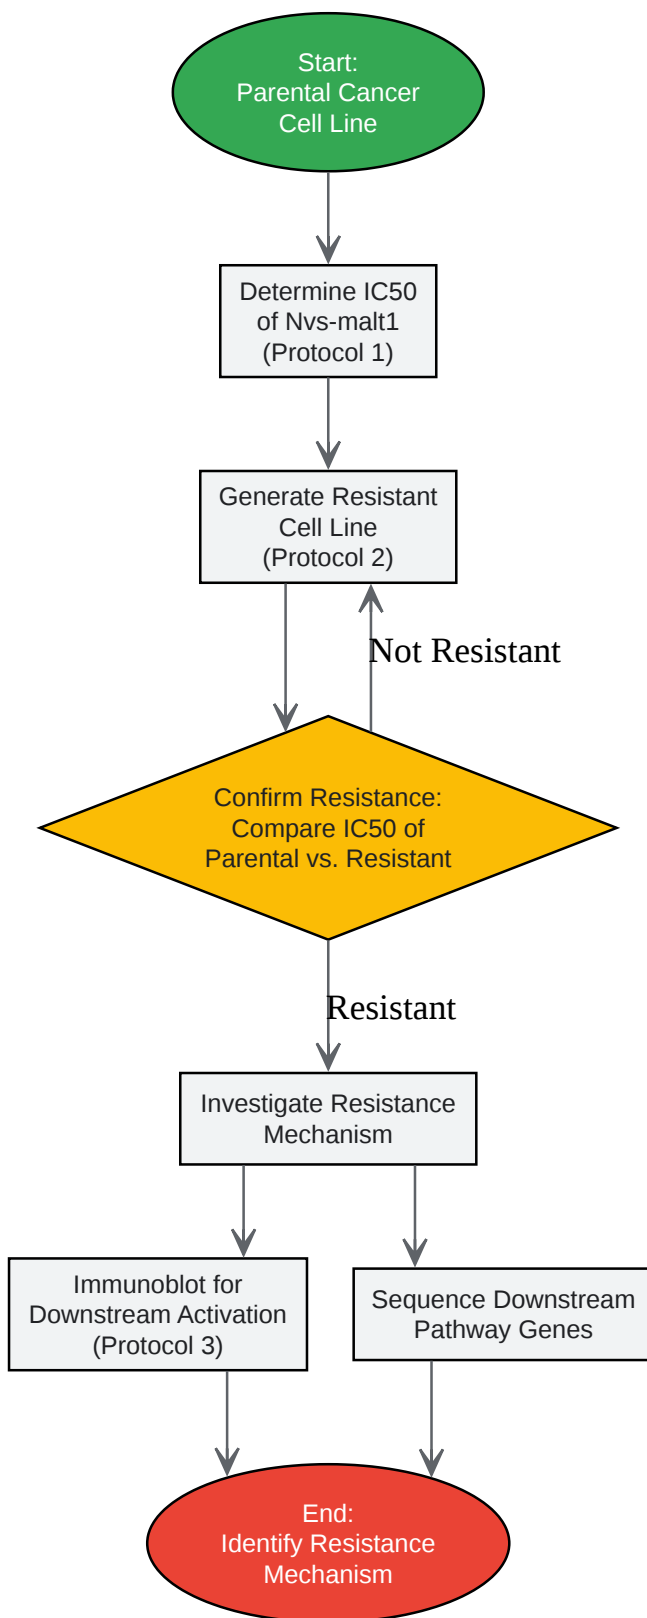 Start:
Parental Cancer
Cell Line
Determine IC50
of Nvs-malt1
(Protocol 1)
Generate Resistant
Cell Line
(Protocol 2)
Not Resistant
Confirm Resistance:
Compare IC50 of
Parental vs. Resistant
Resistant
Investigate Resistance
Mechanism
Immunoblot for
Downstream Activation
(Protocol 3)
Sequence Downstream
Pathway Genes
End:
Identify Resistance
Mechanism